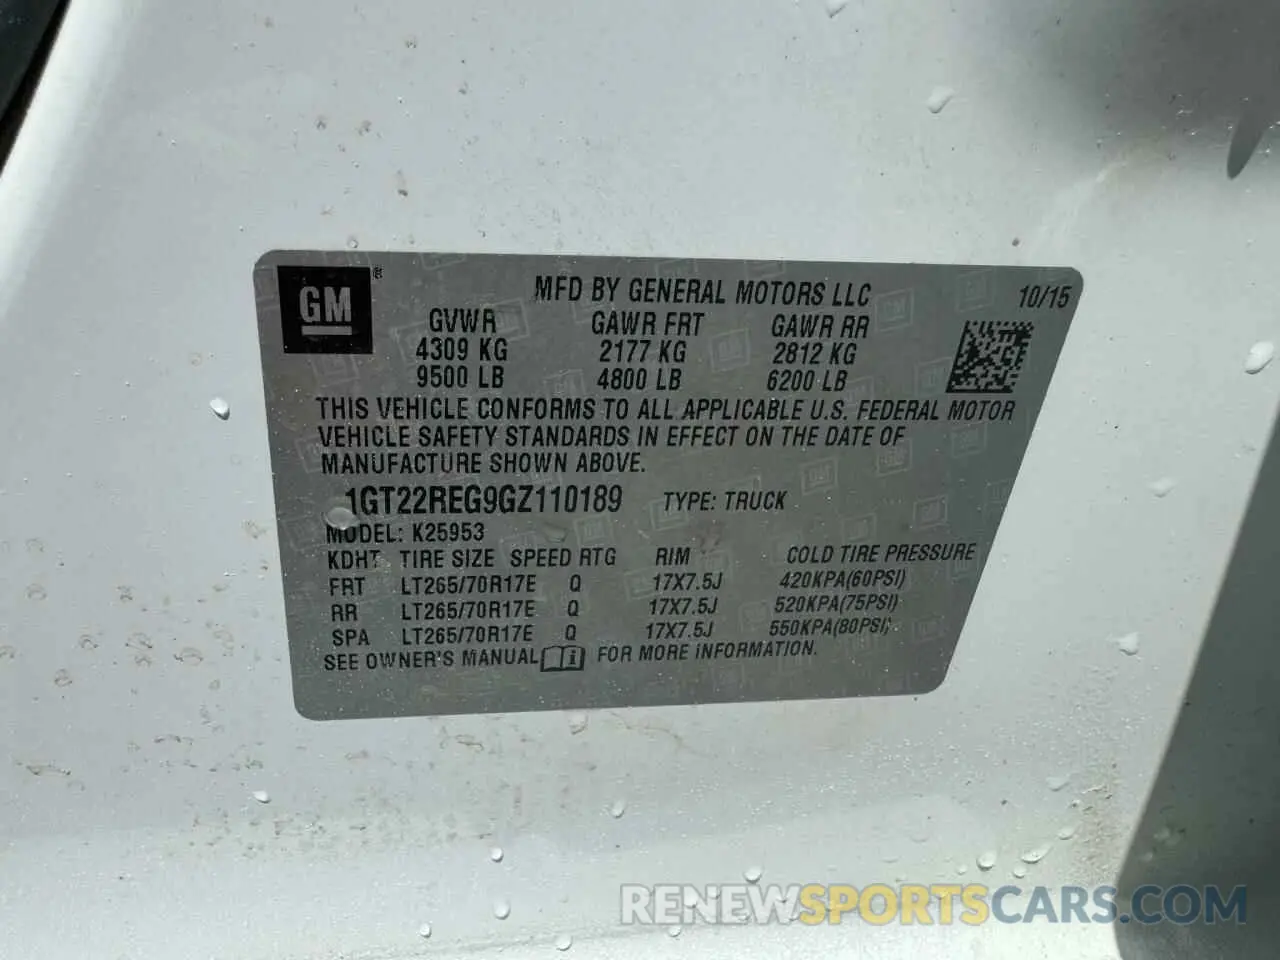 GM ®
MFD BY GENERAL MOTORS LLC 10/15
GVWR GAWR FRT GAWR RR
4309 KG 2177 KG 2812 KG
9500 LB 4800 LB 6200 LB
THIS VEHICLE CONFORMS TO ALL APPLICABLE U.S. FEDERAL MOTOR
VEHICLE SAFETY STANDARDS IN EFFECT ON THE DATE OF
MANUFACTURE SHOWN ABOVE.
1GT22REG9GZ110189 TYPE: TRUCK
MODEL: K25953
KDHT TIRE SIZE SPEED RTG RIM COLD TIRE PRESSURE
FRT LT265/70R17E Q 17X7.5J 420KPA(60PSI)
RR LT265/70R17E Q 17X7.5J 520KPA(75PSI)
SPA LT265/70R17E Q 17X7.5J 550KPA(80PSI)
SEE OWNER'S MANUAL i FOR MORE INFORMATION.
RENEWSPORTSCARS.COM